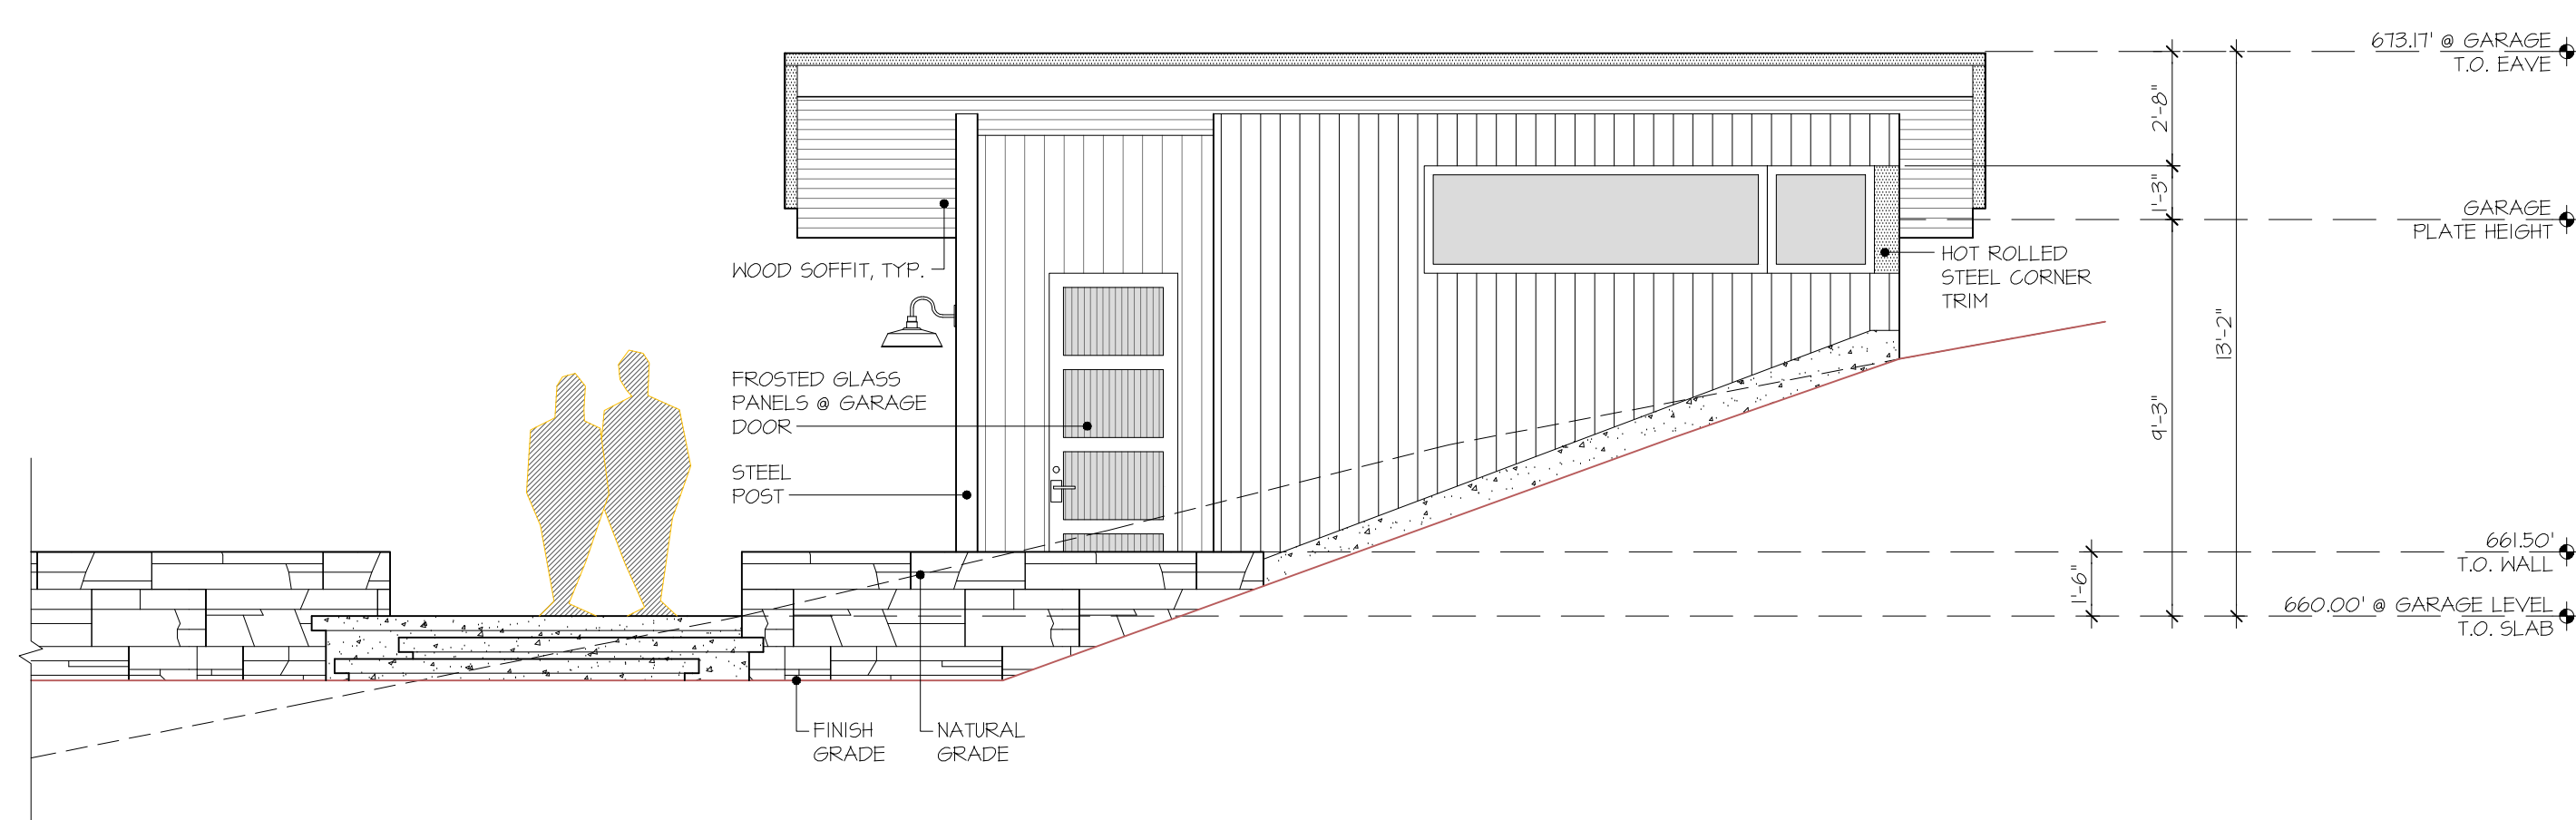 673.17' @ GARAGE
T.O. EAVE
2'-8"
1'-3"
GARAGE
PLATE HEIGHT
WOOD SOFFIT, TYP.
HOT ROLLED
STEEL CORNER
TRIM
13'-2"
9'-3"
FROSTED GLASS
PANELS @ GARAGE
DOOR
STEEL
POST
661.50'
T.O. WALL
1'-6"
660.00' @ GARAGE LEVEL
T.O. SLAB
FINISH
GRADE
NATURAL
GRADE